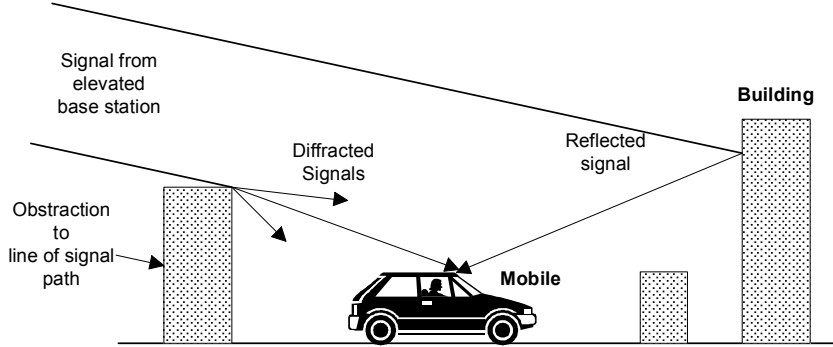 Signal from
elevated
base station
Building
Diffracted
Signals
Reflected
signal
Obstraction
to
line of signal
path
Mobile